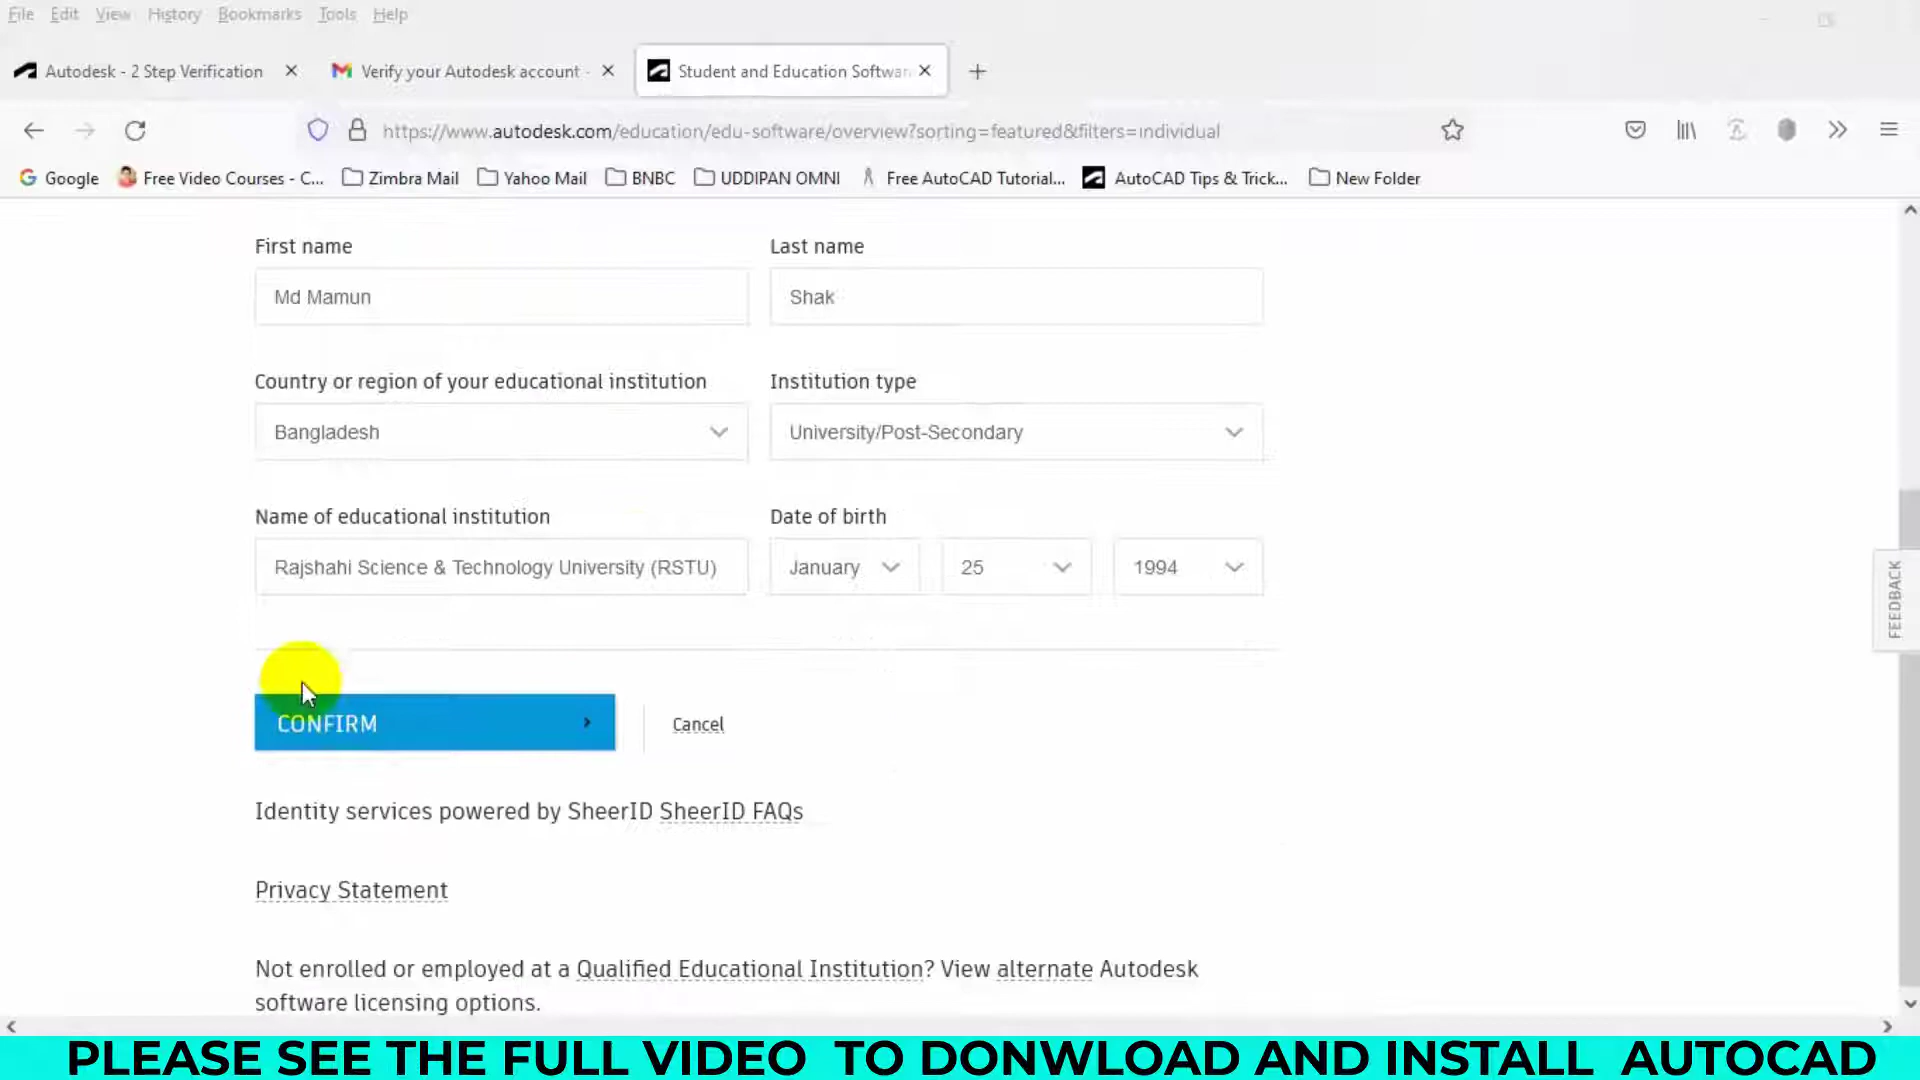 File Edit View History Bookmarks Tools Help
Autodesk - 2 Step Verification
Verify your Autodesk account -
Student and Education Softwar
https://www.autodesk.com/education/edu-software/overview?sorting=featured&filters=individual
Google
Free Video Courses - C...
Zimbra Mail
Yahoo Mail
BNBC
UDDIPAN OMNI
Free AutoCAD Tutorial...
AutoCAD Tips & Trick...
New Folder
First name
Last name
Md Mamun
Shak
Country or region of your educational institution
Institution type
Bangladesh
University/Post-Secondary
Name of educational institution
Date of birth
Rajshahi Science & Technology University (RSTU)
January
25
1994
FEEDBACK
CONFIRM
Cancel
Identity services powered by SheerID SheerID FAQs
Privacy Statement
Not enrolled or employed at a Qualified Educational Institution? View alternate Autodesk
software licensing options.
PLEASE SEE THE FULL VIDEO TO DONWLOAD AND INSTALL AUTOCAD